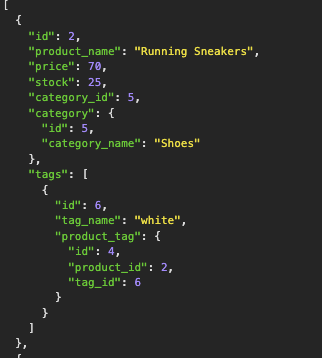 [
  {
    "id": 2,
    "product_name": "Running Sneakers",
    "price": 70,
    "stock": 25,
    "category_id": 5,
    "category": {
      "id": 5,
      "category_name": "Shoes"
    },
    "tags": [
      {
        "id": 6,
        "tag_name": "white",
        "product_tag": {
          "id": 4,
          "product_id": 2,
          "tag_id": 6
        }
      }
    ]
  },
  {